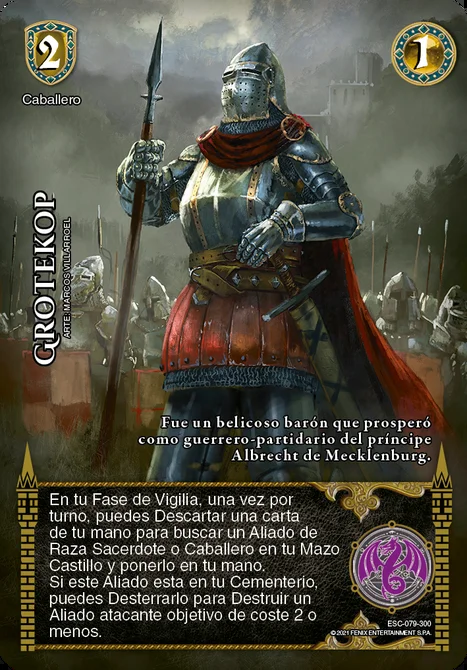 2
1
Caballero
GROTEKOP
ARTE: MARCOS VILLARROEL
Fue un belicoso barón que prosperó
como guerrero-partidario del príncipe
Albrecht de Mecklenburg.
En tu Fase de Vigilia, una vez por
turno, puedes Descartar una carta
de tu mano para buscar un Aliado de
Raza Sacerdote o Caballero en tu Mazo
Castillo y ponerlo en tu mano.
Si este Aliado esta en tu Cementerio,
puedes Desterrarlo para Destruir un
Aliado atacante objetivo de coste 2 o
menos.
ESC-079-300
©2021 FENIX ENTERTAINMENT S.P.A.